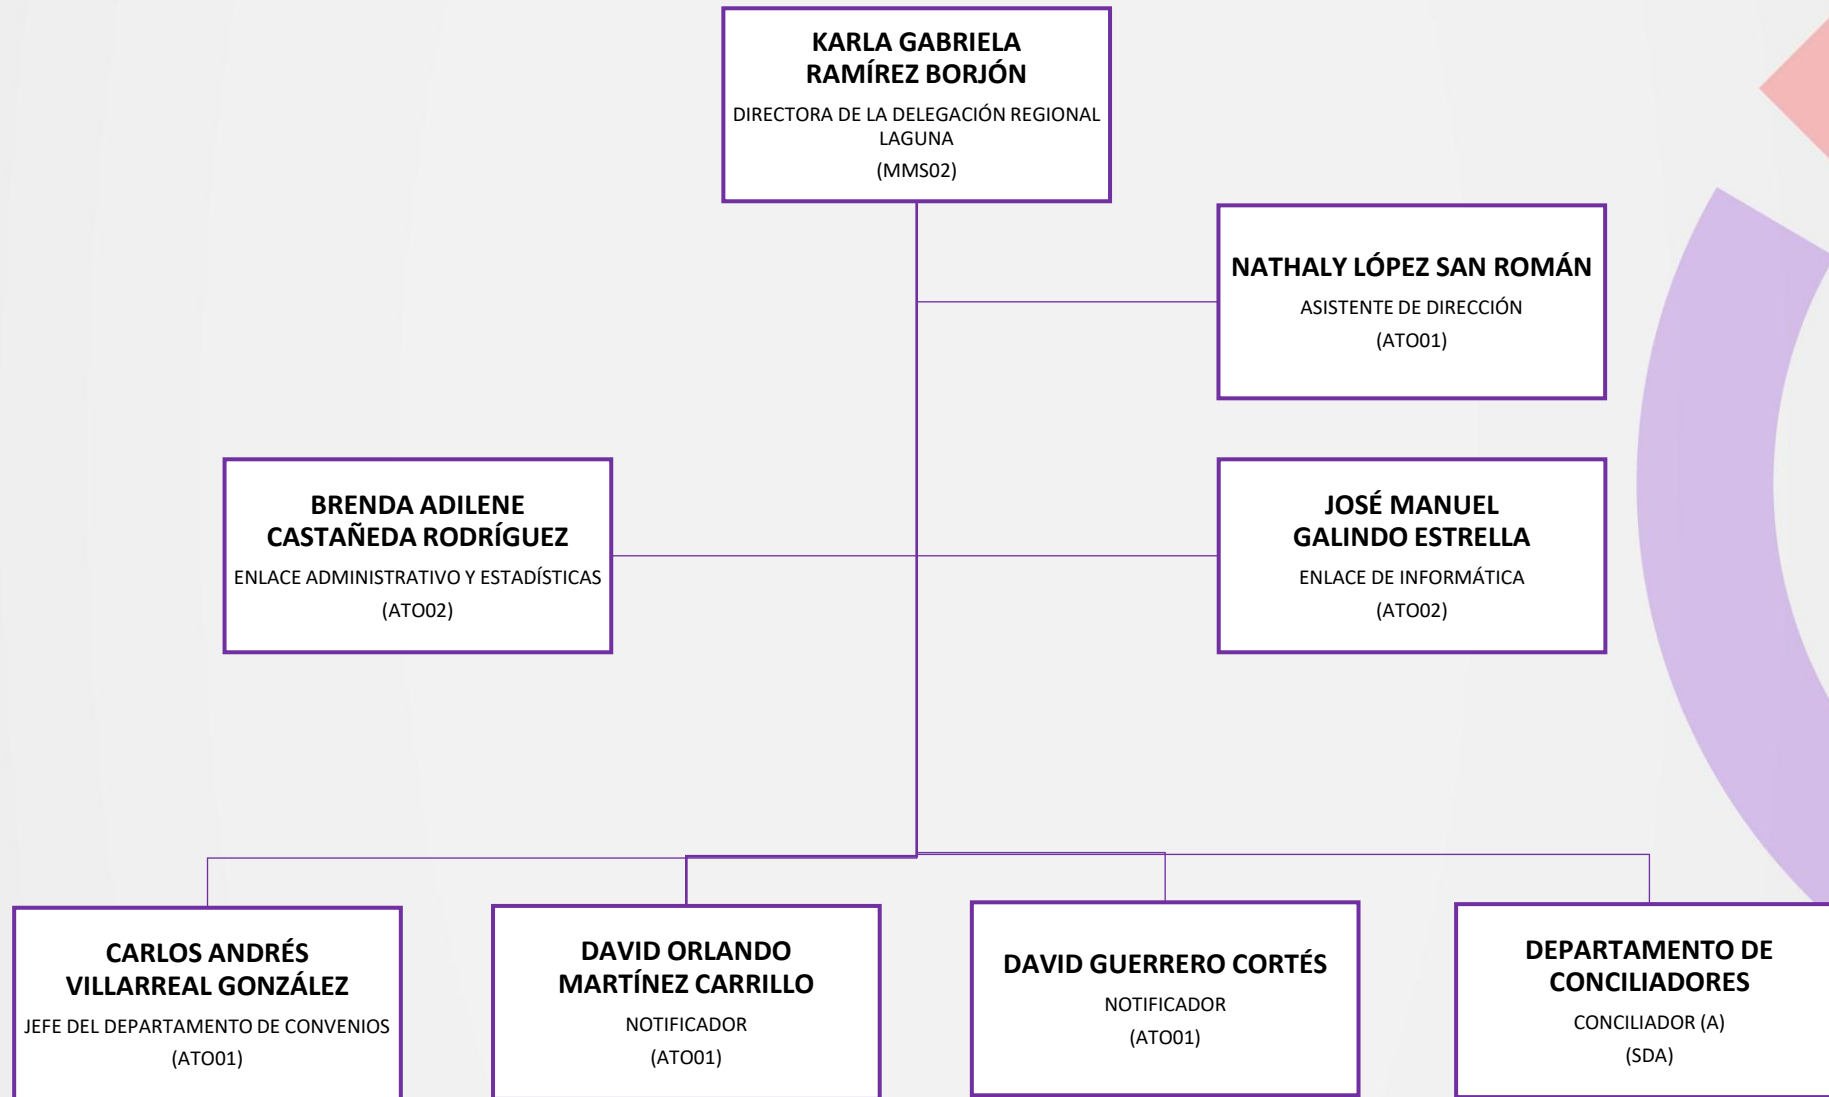 KARLA GABRIELA
RAMÍREZ BORJÓN
DIRECTORA DE LA DELEGACIÓN REGIONAL
LAGUNA
(MMS02)
NATHALY LÓPEZ SAN ROMÁN
ASISTENTE DE DIRECCIÓN
(ATO01)
BRENDA ADILENE
CASTAÑEDA RODRÍGUEZ
ENLACE ADMINISTRATIVO Y ESTADÍSTICAS
(ATO02)
JOSÉ MANUEL
GALINDO ESTRELLA
ENLACE DE INFORMÁTICA
(ATO02)
CARLOS ANDRÉS
VILLARREAL GONZÁLEZ
JEFE DEL DEPARTAMENTO DE CONVENIOS
(ATO01)
DAVID ORLANDO
MARTÍNEZ CARRILLO
NOTIFICADOR
(ATO01)
DAVID GUERRERO CORTÉS
NOTIFICADOR
(ATO01)
DEPARTAMENTO DE
CONCILIADORES
CONCILIADOR (A)
(SDA)